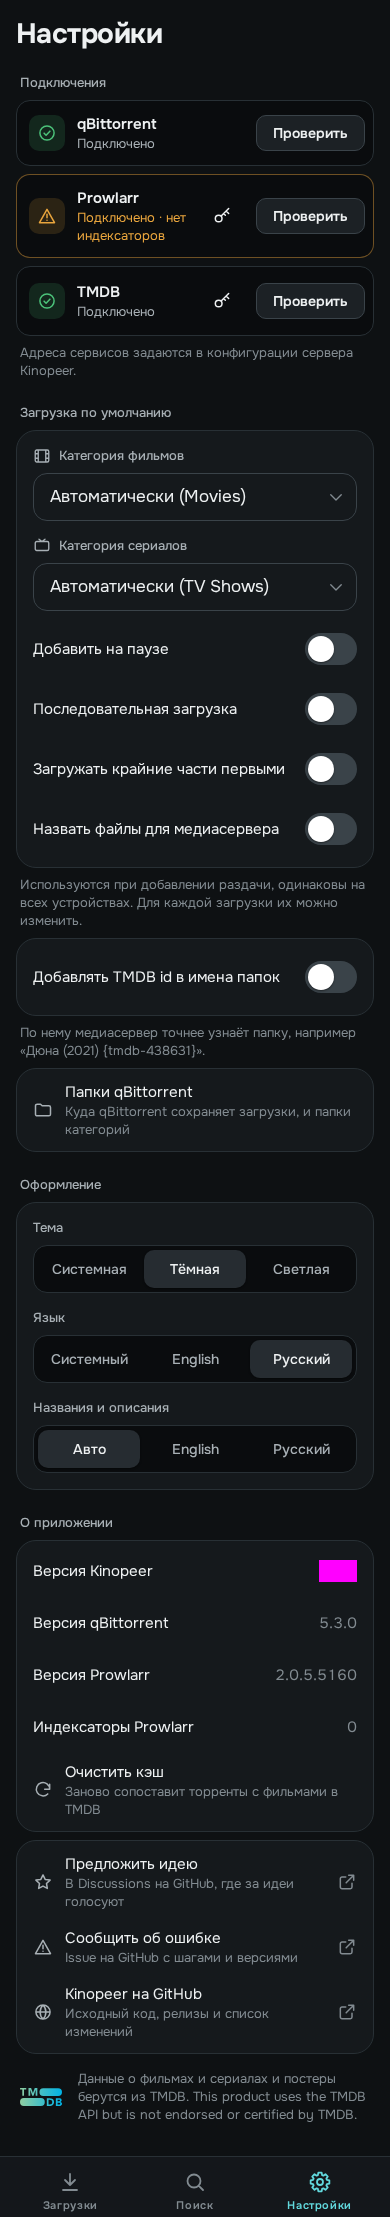 Настройки
Подключения
qBittorrent
Подключено
Проверить
Prowlarr
Подключено · нет
индексаторов
Проверить
TMDB
Подключено
Проверить
Адреса сервисов задаются в конфигурации сервера
Kinopeer.
Загрузка по умолчанию
Категория фильмов
Автоматически (Movies)
Категория сериалов
Автоматически (TV Shows)
Добавить на паузе
Последовательная загрузка
Загружать крайние части первыми
Назвать файлы для медиасервера
Используются при добавлении раздачи, одинаковы на
всех устройствах. Для каждой загрузки их можно
изменить.
Добавлять TMDB id в имена папок
По нему медиасервер точнее узнаёт папку, например
«Дюна (2021) {tmdb-438631}».
Папки qBittorrent
Куда qBittorrent сохраняет загрузки, и папки
категорий
Оформление
Тема
Системная Тёмная Светлая
Язык
Системный English Русский
Названия и описания
Авто English Русский
О приложении
Версия Kinopeer
Версия qBittorrent 5.3.0
Версия Prowlarr 2.0.5.5160
Индексаторы Prowlarr 0
Очистить кэш
Заново сопоставит торренты с фильмами в
TMDB
Предложить идею
В Discussions на GitHub, где за идеи
голосуют
Сообщить об ошибке
Issue на GitHub с шагами и версиями
Kinopeer на GitHub
Исходный код, релизы и список
изменений
TMDB
Данные о фильмах и сериалах и постеры
берутся из TMDB. This product uses the TMDB
API but is not endorsed or certified by TMDB.
Загрузки Поиск Настройки